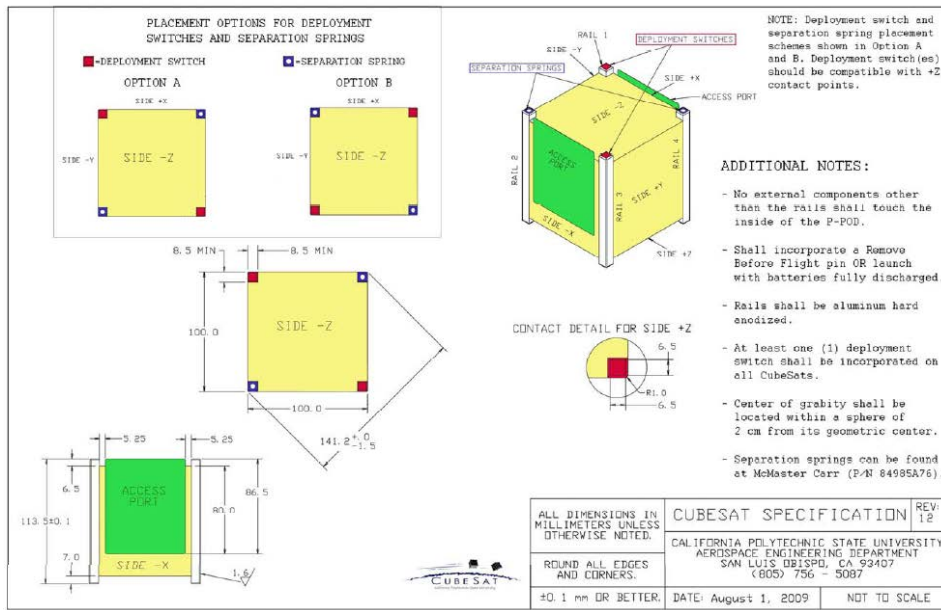 PLACEMENT OPTIONS FOR DEPLOYMENT
SWITCHES AND SEPARATION SPRINGS
=DEPLOYMENT SWITCH
=SEPARATION SPRING
OPTION A
OPTION B
SIDE +X
SIDE +X
SIDE -Y
SIDE -Z
SIDE -Y
SIDE -Z
RAIL 1
DEPLOYMENT SWITCHES
SIDE -Y
SEPARATION SPRINGS
SIDE +X
ACCESS PORT
SIDE -Z
ACCESS
PORT
RAIL 2
RAIL 3
RAIL 4
SIDE +Y
SIDE -X
SIDE +Z
NOTE: Deployment switch and
separation spring placement
schemes shown in Option A
and B. Deployment switch(es)
should be compatible with +Z
contact points.
ADDITIONAL NOTES:
- No external components other
than the rails shall touch the
inside of the P-POD.
- Shall incorporate a Remove
Before Flight pin OR launch
with batteries fully discharged.
- Rails shall be aluminum hard
anodized.
- At least one (1) deployment
switch shall be incorporated on
all CubeSats.
- Center of grabity shall be
located within a sphere of
2 cm from its geometric center.
- Separation springs can be found
at McMaster Carr (P/N 84985A76)
8.5 MIN
8.5 MIN
SIDE -Z
100.0
100.0
141.2 +.0 -1.5
CONTACT DETAIL FOR SIDE +Z
6.5
R1.0
6.5
5.25
5.25
6.5
ACCESS
PORT
86.5
80.0
113.5±0.1
7.0
SIDE -X
1.6
CUBESAT
ALL DIMENSIONS IN
MILLIMETERS UNLESS
OTHERWISE NOTED.
ROUND ALL EDGES
AND CORNERS.
±0.1 mm OR BETTER.
CUBESAT SPECIFICATION
REV:
12
CALIFORNIA POLYTECHNIC STATE UNIVERSITY
AEROSPACE ENGINEERING DEPARTMENT
SAN LUIS OBISPO, CA 93407
(805) 756 - 5087
DATE: August 1, 2009
NOT TO SCALE